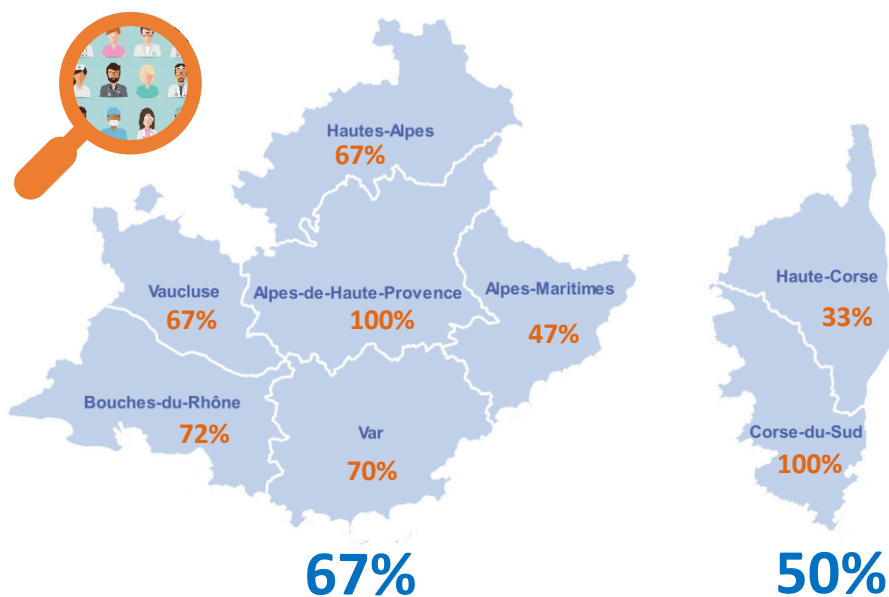 Hautes-Alpes
67%
Vaucluse
67%
Alpes-de-Haute-Provence
100%
Alpes-Maritimes
47%
Bouches-du-Rhône
72%
Var
70%
67%
Haute-Corse
33%
Corse-du-Sud
100%
50%